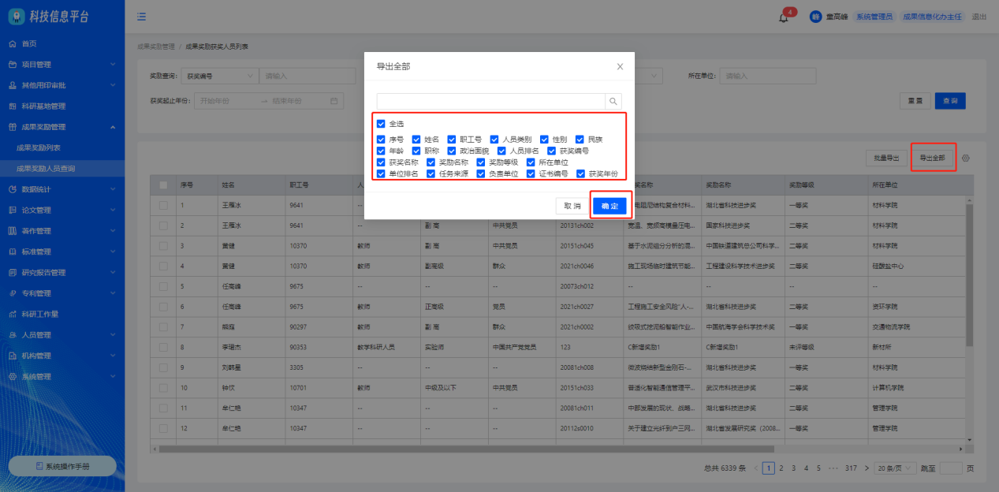 科技信息平台
4
峰 童高峰 系统管理员 成果信息化办主任 退出
首页
项目管理
其他用印审批
科研基地管理
成果奖励管理
成果奖励列表
成果奖励人员查询
数据统计
论文管理
著作管理
标准管理
研究报告管理
专利管理
科研工作量
人员管理
机构管理
系统管理
系统操作手册
成果奖励管理 / 成果奖励获奖人员列表
奖励查询: 获奖编号 请输入 所在单位: 请输入
获奖起止年份: 开始年份 → 结束年份 重置 查询
导出全部
全选
序号 姓名 职工号 人员类别 性别 民族
年龄 职称 政治面貌 人员排名 获奖编号
获奖名称 奖励名称 奖励等级 所在单位
单位排名 任务来源 负责单位 证书编号 获奖年份
取消 确定
批量导出 导出全部
序号 姓名 职工号 人 奖名称 奖励名称 奖励等级 所在单位
1 王雁冰 9641 -- 电阻尼结构复合材料... 湖北省科技进步奖 一等奖 材料学院
2 王雁冰 9641 -- 副高 中共党员 20131ch002 宽温、宽频高模量压电... 国家科技进步奖 二等奖 材料学院
3 黄健 10370 教师 副高 中共党员 20151ch045 基于水泥组分分析的混... 中国铁道建筑总公司科学... 二等奖 材料学院
4 黄健 10370 教师 副高级 群众 2021ch0046 施工现场临时建筑节能... 工程建设科学技术进步奖 二等奖 硅酸盐中心
5 任高峰 9675 -- -- -- 20073ch012 -- -- -- --
6 任高峰 9675 教师 正高级 党员 2021ch0027 工程施工安全风险"人-... 湖北省科技进步奖 二等奖 资环学院
7 熊庭 90297 教师 副高 群众 2021ch0002 绞吸式挖泥船智能作业... 中国航海学会科学技术奖 一等奖 交通物流学院
8 李珺杰 90353 教学科研人员 实验师 中国共产党党员 123 C新增奖励1 C新增奖励1 未评等级 新材所
9 刘韩星 3305 -- -- -- 20081ch008 微波烧结新型金刚石-... 湖北省科技进步奖 一等奖 材料学院
10 钟忺 10701 教师 中级及以下 中共党员 20151ch033 普适化智能通信管理平... 武汉市科技进步奖 二等奖 计算机学院
11 牟仁艳 10347 -- -- -- 20081ch011 中部发展的现状、战略... 湖北省科技进步奖 二等奖 管理学院
12 牟仁艳 10347 -- -- -- 20112s0010 关于建立光纤到户三网... 湖北省发展研究奖（2008... 一等奖 管理学院
总共 6339 条 < 1 2 3 4 5 ··· 317 > 20 条/页 跳至 页